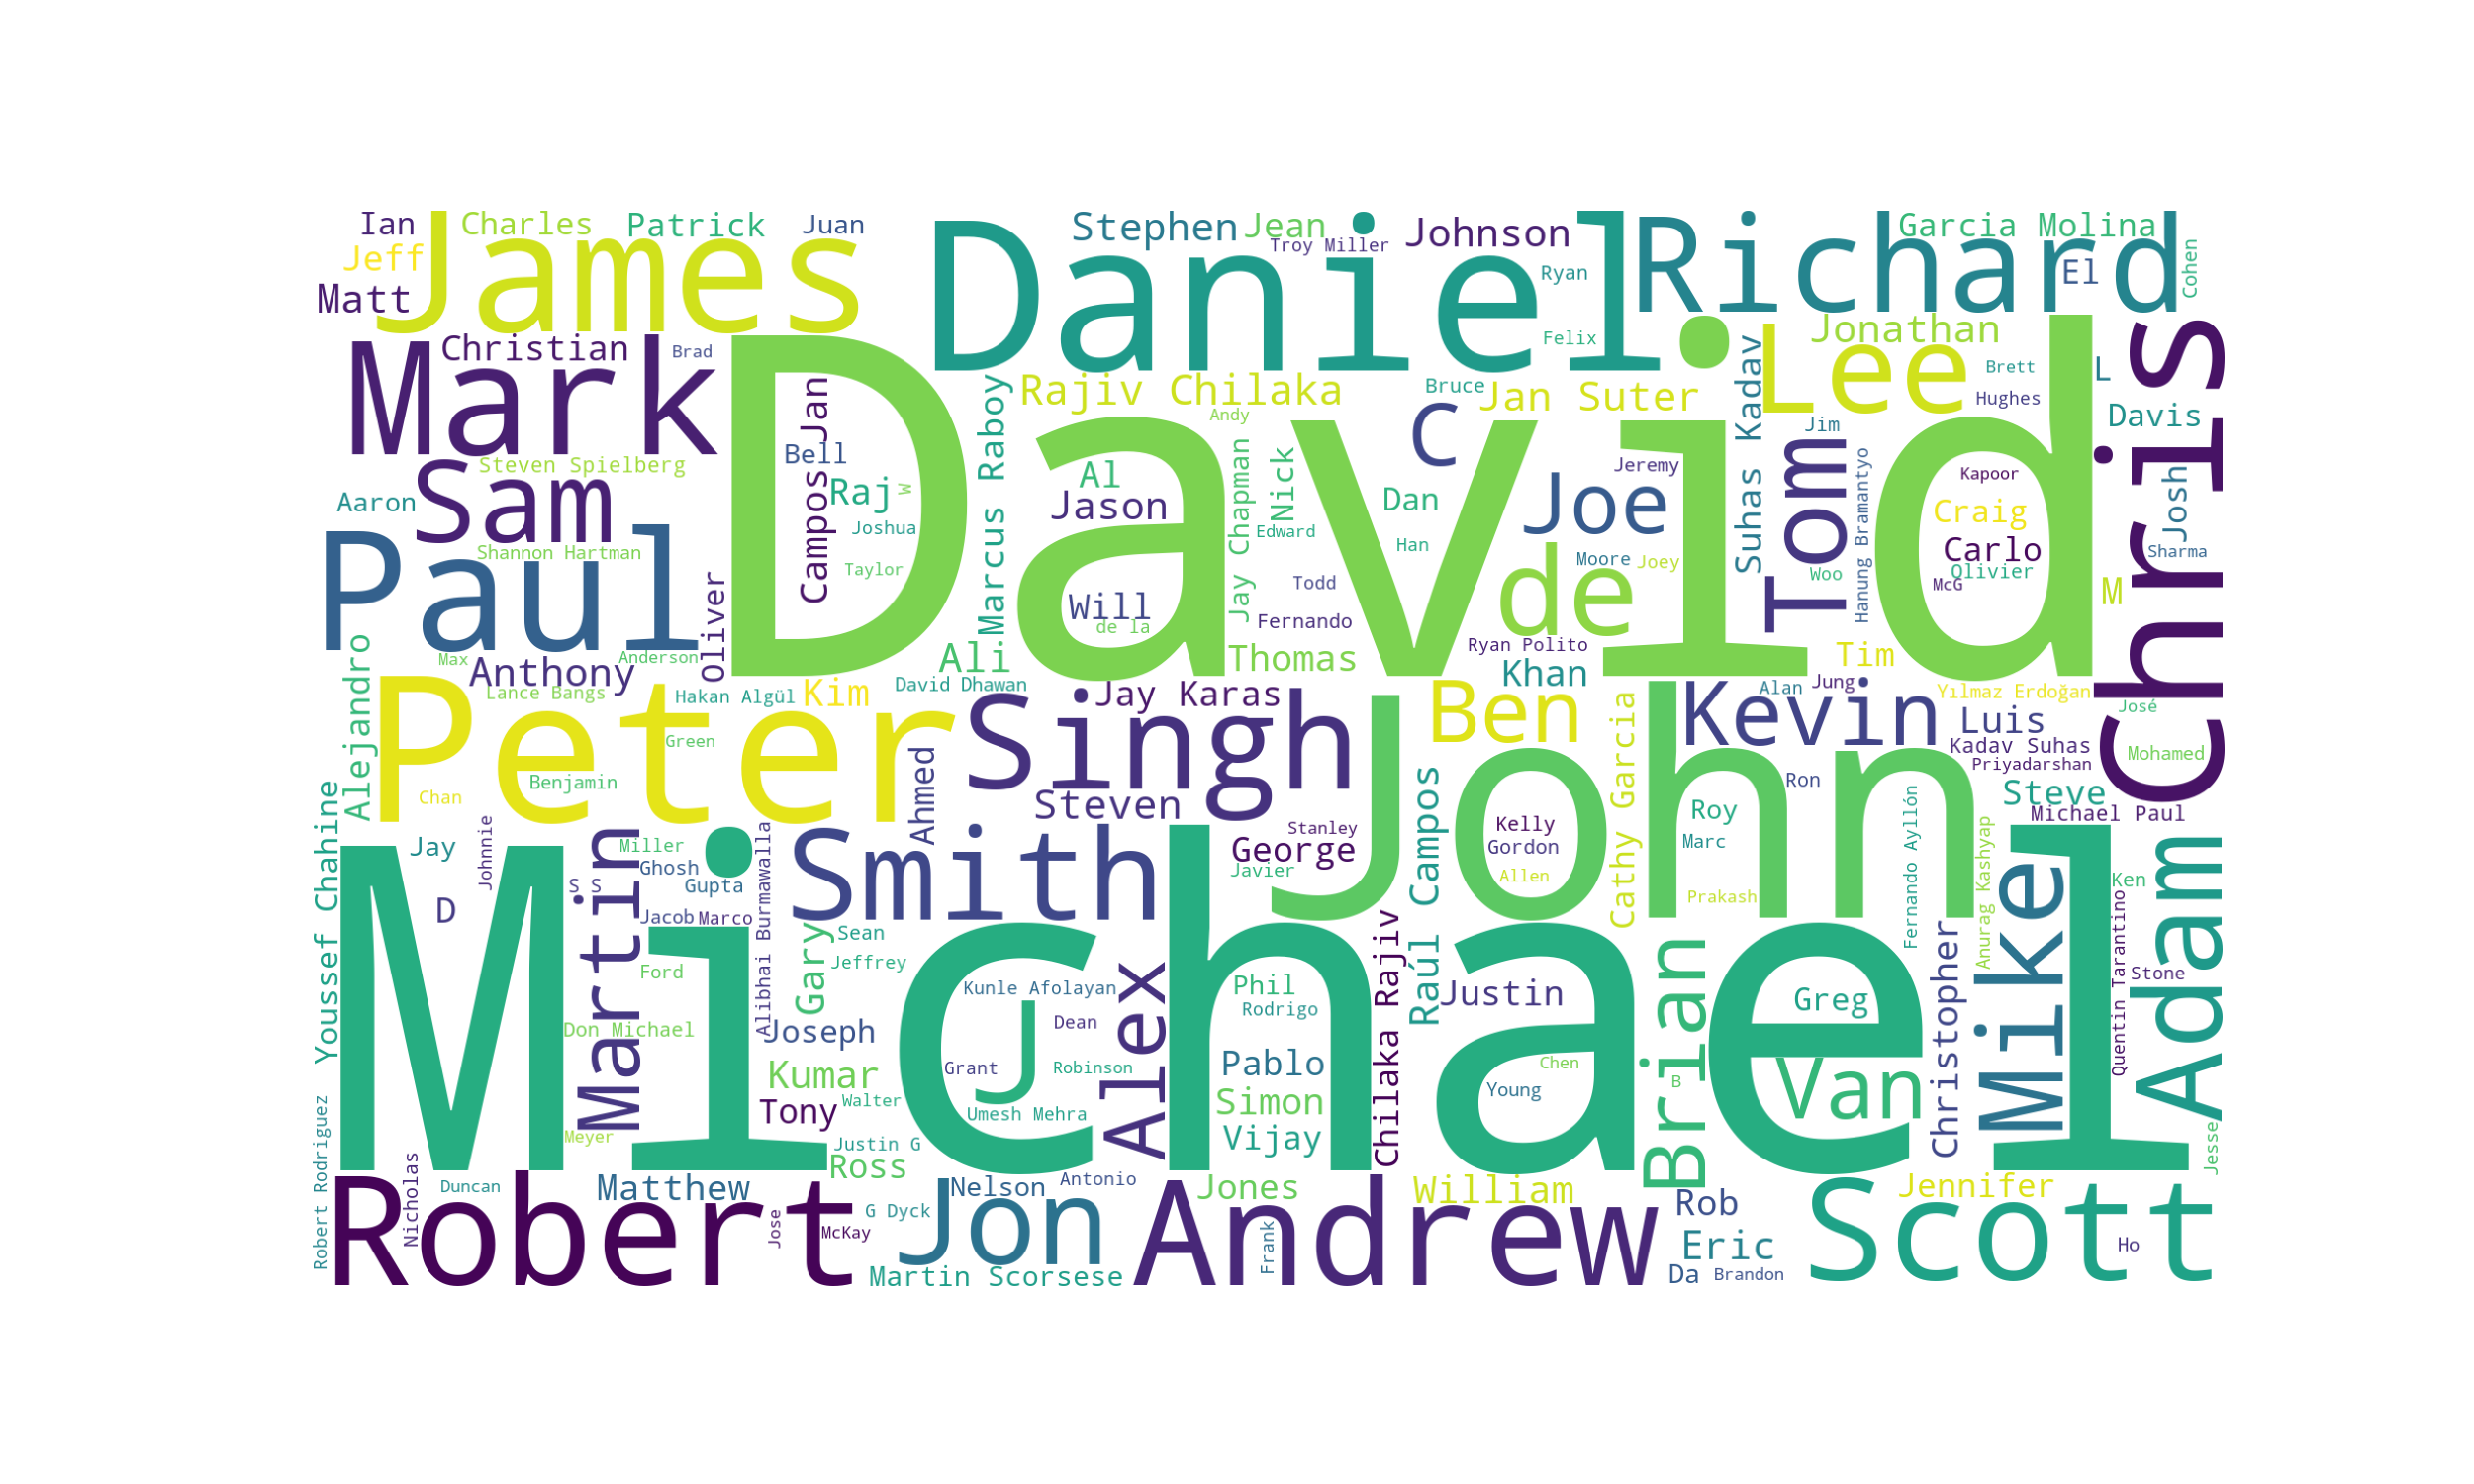 Ian
Charles
Patrick
Juan
Jeff
James
Matt
Daniel
Stephen
Jean
Troy Miller
Johnson
Ryan
Felix
Richard
Garcia Molina
El
Cohen
Mark
Christian
Brad
David
Campos Jan
Bell
Raj
W
Joshua
Taylor
Marcus Raboy
Rajiv Chilaka
Andy
Al
Jason
Will
de la
Jay Chapman
Nick
Edward
Todd
Fernando
Thomas
Bruce
Jan Suter
C
Dan
Han
Joe
Jeremy
de
Moore
Joey
Suhas Kadav
Lee
Jonathan
Brett
Hughes
L
Davis
Jim
Tom
Hanung Bramantyo
Kapoor
Craig
Carlo
Olivier
McG
Woo
M
Josh
Sharma
Chris
Steven Spielberg
Sam
Aaron
Shannon Hartman
Paul
Oliver
Alejandro
Max
Anthony
Anderson
Lance Bangs
Hakan Algül
Kim
Ali
David Dhawan
Peter
Green
Benjamin
Chan
Singh
Jay Karas
Steven
Ahmed
Ryan Polito
Khan
Ben
John
Kelly
Gordon
Allen
Stanley
George
Javier
Cathy Garcia
Raúl Campos
Kevin
Alan
Jung
Tim
Yılmaz Erdoğan
Luis
José
Kadav Suhas
Priyadarshan
Mohamed
Steve
Michael Paul
Ron
Roy
Marc
Prakash
Fernando Ayllón
Anurag Kashyap
Youssef Chahine
Jay
Johnnie
D
S S
Michael
Martin
Miller
Ghosh
Gupta
Jacob
Marco
Ford
Don Michael
Meyer
Alibhai Burmawalla
Smith
Gary
Sean
Jeffrey
Joseph
Kumar
Tony
Walter
Justin G
Ross
Kunle Afolayan
J
Dean
Grant
Robinson
Umesh Mehra
Alex
Phil
Rodrigo
Pablo
Simon
Vijay
Chilaka Rajiv
Justin
Chen
Young
Brian
B
Greg
Van
Christopher
Mike
Quentin Tarantino
Ken
Stone
Adam
Jesse
Robert Rodriguez
Robert
Nicholas
Duncan
Matthew
Jose
McKay
G Dyck
Jon
Nelson
Antonio
Martin Scorsese
Andrew
Jones
Frank
William
Rob
Eric
Da
Brandon
Scott
Jennifer
Ho